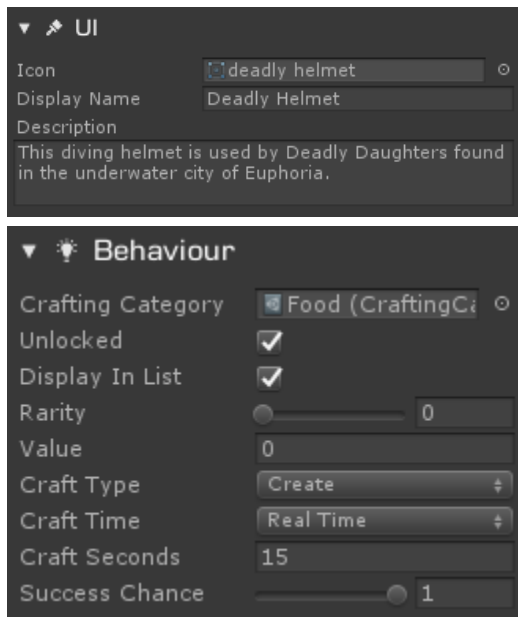 UI
Icon deadly helmet
Display Name Deadly Helmet
Description
This diving helmet is used by Deadly Daughters found
in the underwater city of Euphoria.
Behaviour
Crafting Category Food (CraftingCa
Unlocked
Display In List
Rarity 0
Value 0
Craft Type Create
Craft Time Real Time
Craft Seconds 15
Success Chance 1